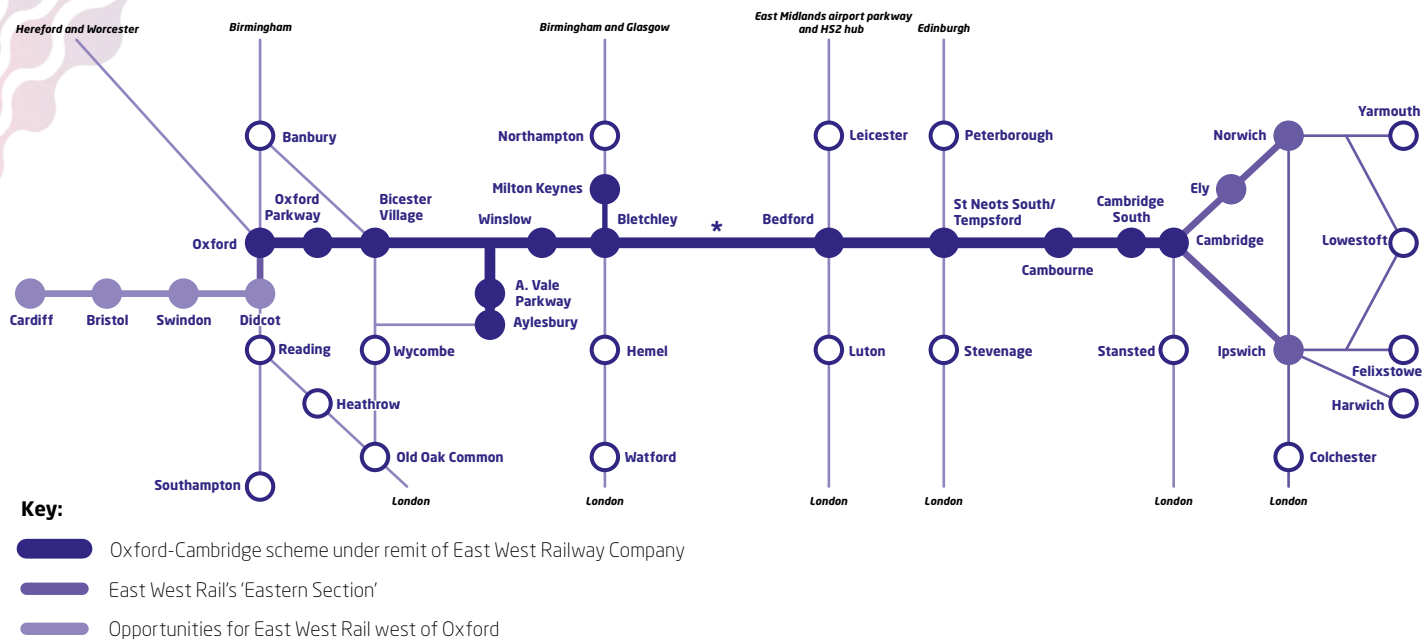 Hereford and Worcester
Birmingham
Birmingham and Glasgow
East Midlands airport parkway
and HS2 hub
Edinburgh
Banbury
Northampton
Leicester
Peterborough
Norwich
Yarmouth
Milton Keynes
Ely
Oxford
Parkway
Bicester
Village
Winslow
Bletchley
*
Bedford
St Neots South/
Tempsford
Cambridge
South
Oxford
Cambourne
Cambridge
Lowestoft
A. Vale
Parkway
Cardiff
Bristol
Swindon
Didcot
Aylesbury
Reading
Wycombe
Hemel
Luton
Stevenage
Stansted
Ipswich
Felixstowe
Heathrow
Harwich
Old Oak Common
Watford
Colchester
Southampton
London
London
London
London
London
London
Key:
Oxford-Cambridge scheme under remit of East West Railway Company
East West Rail's 'Eastern Section'
Opportunities for East West Rail west of Oxford